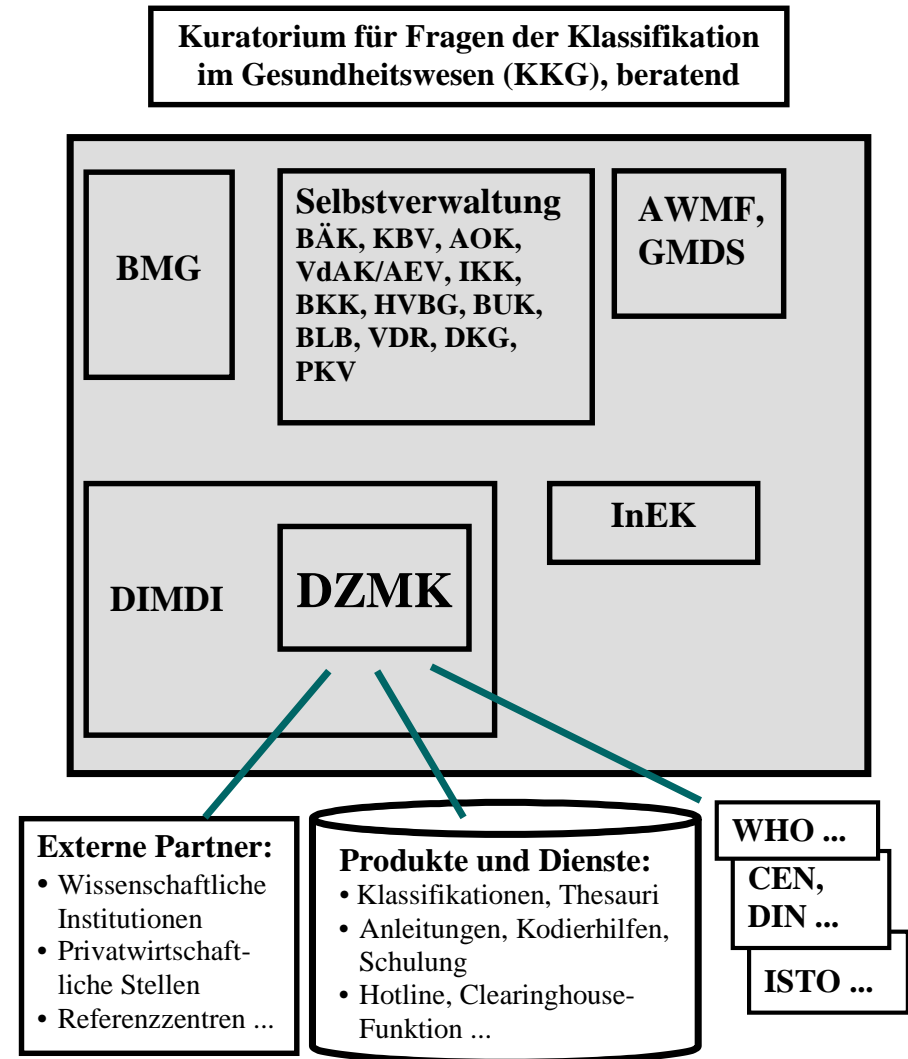 Kuratorium für Fragen der Klassifikation
im Gesundheitswesen (KKG), beratend
BMG
Selbstverwaltung
BÄK, KBV, AOK,
VdAK/AEV, IKK,
BKK, HVBG, BUK,
BLB, VDR, DKG,
PKV
AWMF,
GMDS
DIMDI
DZMK
InEK
Externe Partner:
• Wissenschaftliche
Institutionen
• Privatwirtschaft-
liche Stellen
• Referenzzentren ...
Produkte und Dienste:
• Klassifikationen, Thesauri
• Anleitungen, Kodierhilfen,
Schulung
• Hotline, Clearinghouse-
Funktion ...
WHO ...
CEN,
DIN ...
ISTO ...